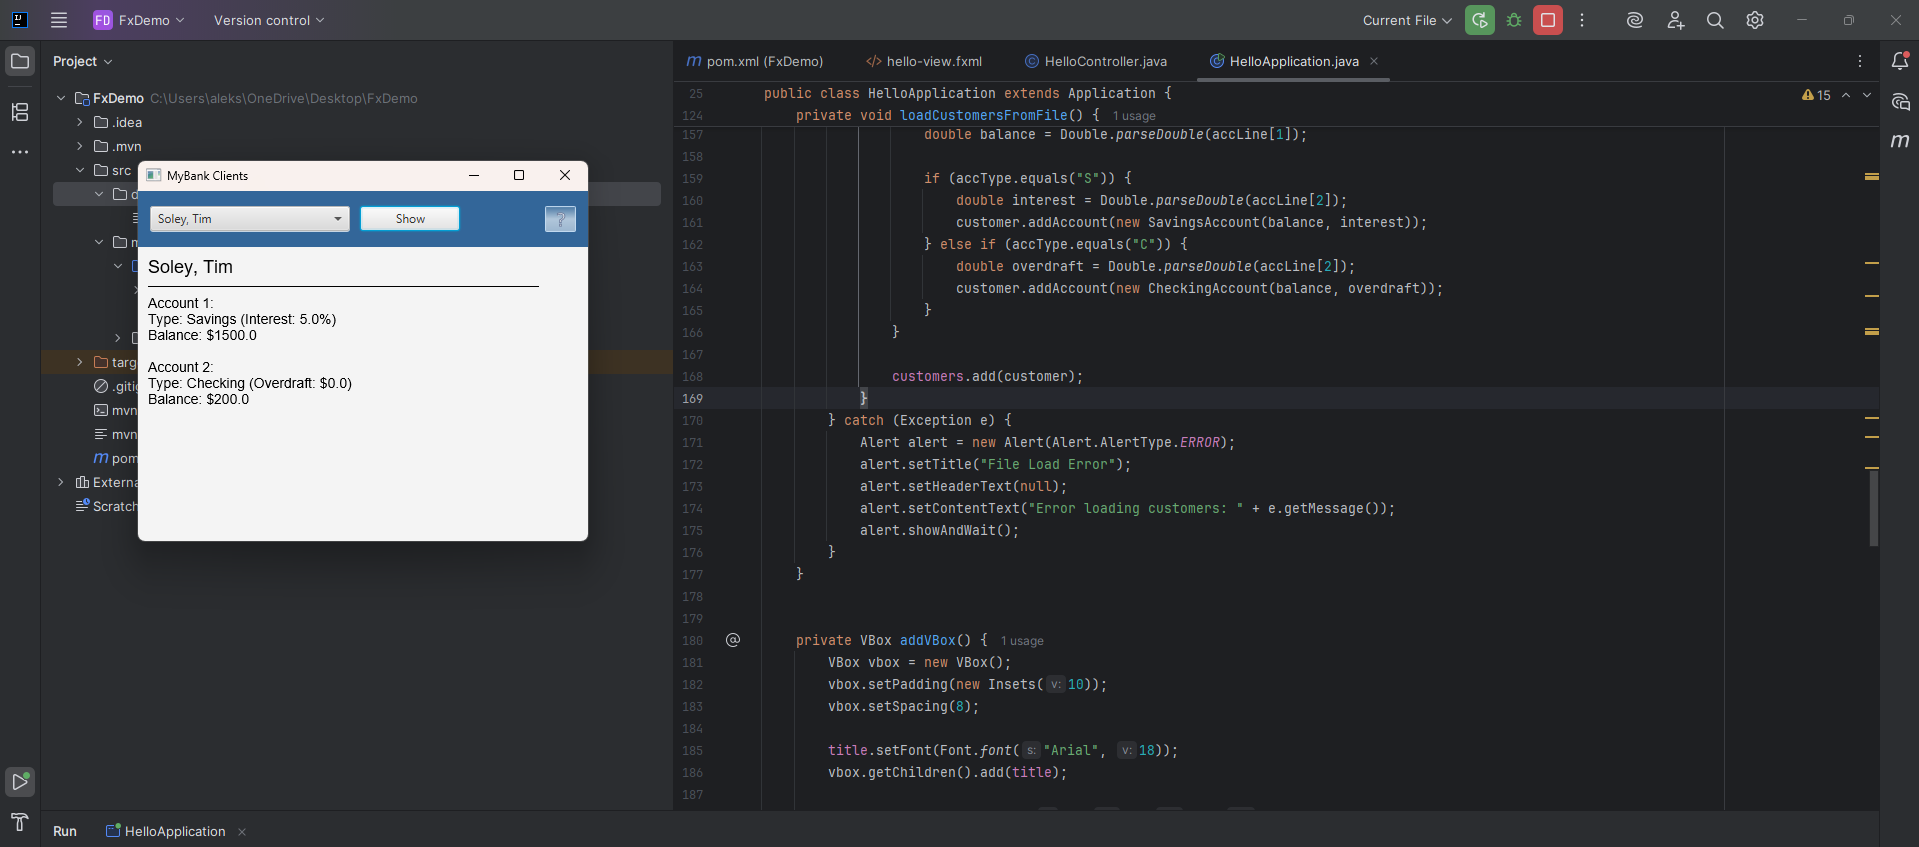 FD FxDemo Version control Current File
Project
FxDemo C:\Users\aleks\OneDrive\Desktop\FxDemo
.idea
.mvn
src
targ
.giti
mvn
mvn
m pom
Externa
Scratch
MyBank Clients
Soley, Tim Show ?
Soley, Tim
Account 1:
Type: Savings (Interest: 5.0%)
Balance: $1500.0
Account 2:
Type: Checking (Overdraft: $0.0)
Balance: $200.0
m pom.xml (FxDemo) </> hello-view.fxml HelloController.java HelloApplication.java
15
25 public class HelloApplication extends Application {
124 private void loadCustomersFromFile() { 1 usage
157 double balance = Double.parseDouble(accLine[1]);
158
159 if (accType.equals("S")) {
160 double interest = Double.parseDouble(accLine[2]);
161 customer.addAccount(new SavingsAccount(balance, interest));
162 } else if (accType.equals("C")) {
163 double overdraft = Double.parseDouble(accLine[2]);
164 customer.addAccount(new CheckingAccount(balance, overdraft));
165 }
166 }
167
168 customers.add(customer);
169 }
170 } catch (Exception e) {
171 Alert alert = new Alert(Alert.AlertType.ERROR);
172 alert.setTitle("File Load Error");
173 alert.setHeaderText(null);
174 alert.setContentText("Error loading customers: " + e.getMessage());
175 alert.showAndWait();
176 }
177 }
178
179
180 @ private VBox addVBox() { 1 usage
181 VBox vbox = new VBox();
182 vbox.setPadding(new Insets( v: 10));
183 vbox.setSpacing(8);
184
185 title.setFont(Font.font( s: "Arial", v: 18));
186 vbox.getChildren().add(title);
187
m
Run HelloApplication